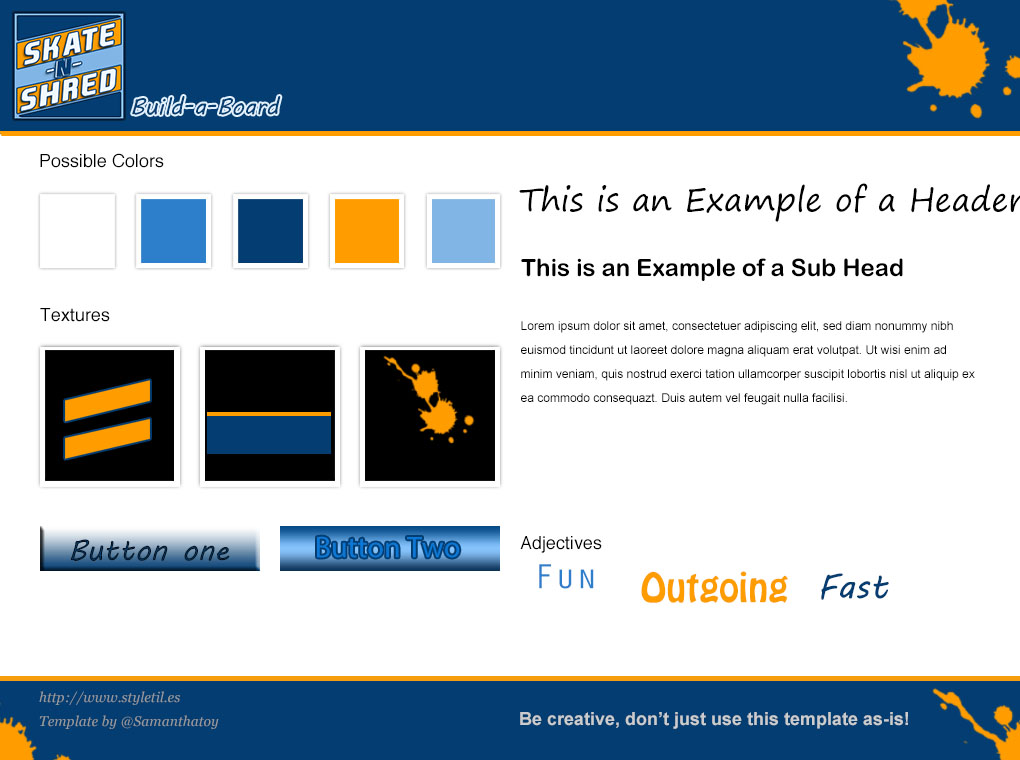 SKATE
-N-
SHRED
Build-a-Board
Possible Colors
Textures
Button one
Button Two
This is an Example of a Header
This is an Example of a Sub Head
Lorem ipsum dolor sit amet, consectetuer adipiscing elit, sed diam nonummy nibh
euismod tincidunt ut laoreet dolore magna aliquam erat volutpat. Ut wisi enim ad
minim veniam, quis nostrud exerci tation ullamcorper suscipit lobortis nisl ut aliquip ex
ea commodo consequazt. Duis autem vel feugait nulla facilisi.
Adjectives
Fun
Outgoing
Fast
http://www.styletil.es
Template by @Samanthatoy
Be creative, don’t just use this template as-is!